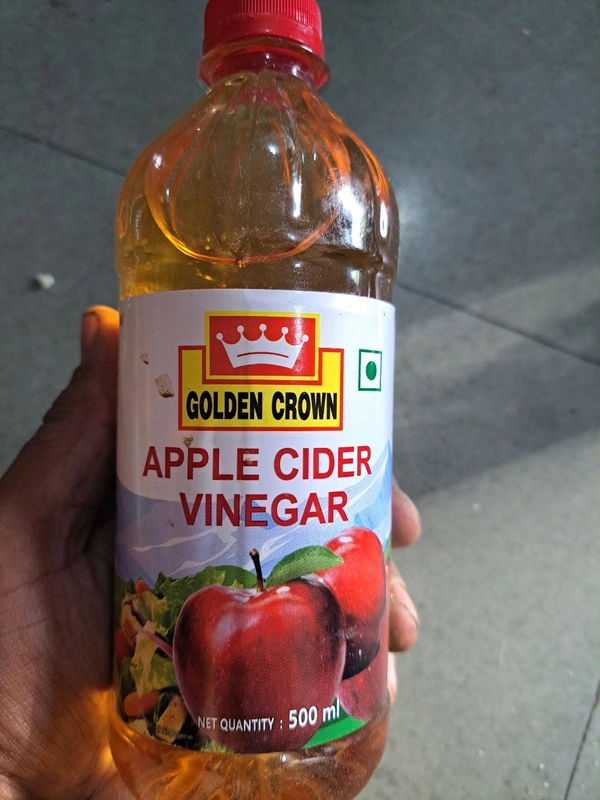 GOLDEN CROWN
APPLE CIDER
VINEGAR
NET QUANTITY : 500 ml